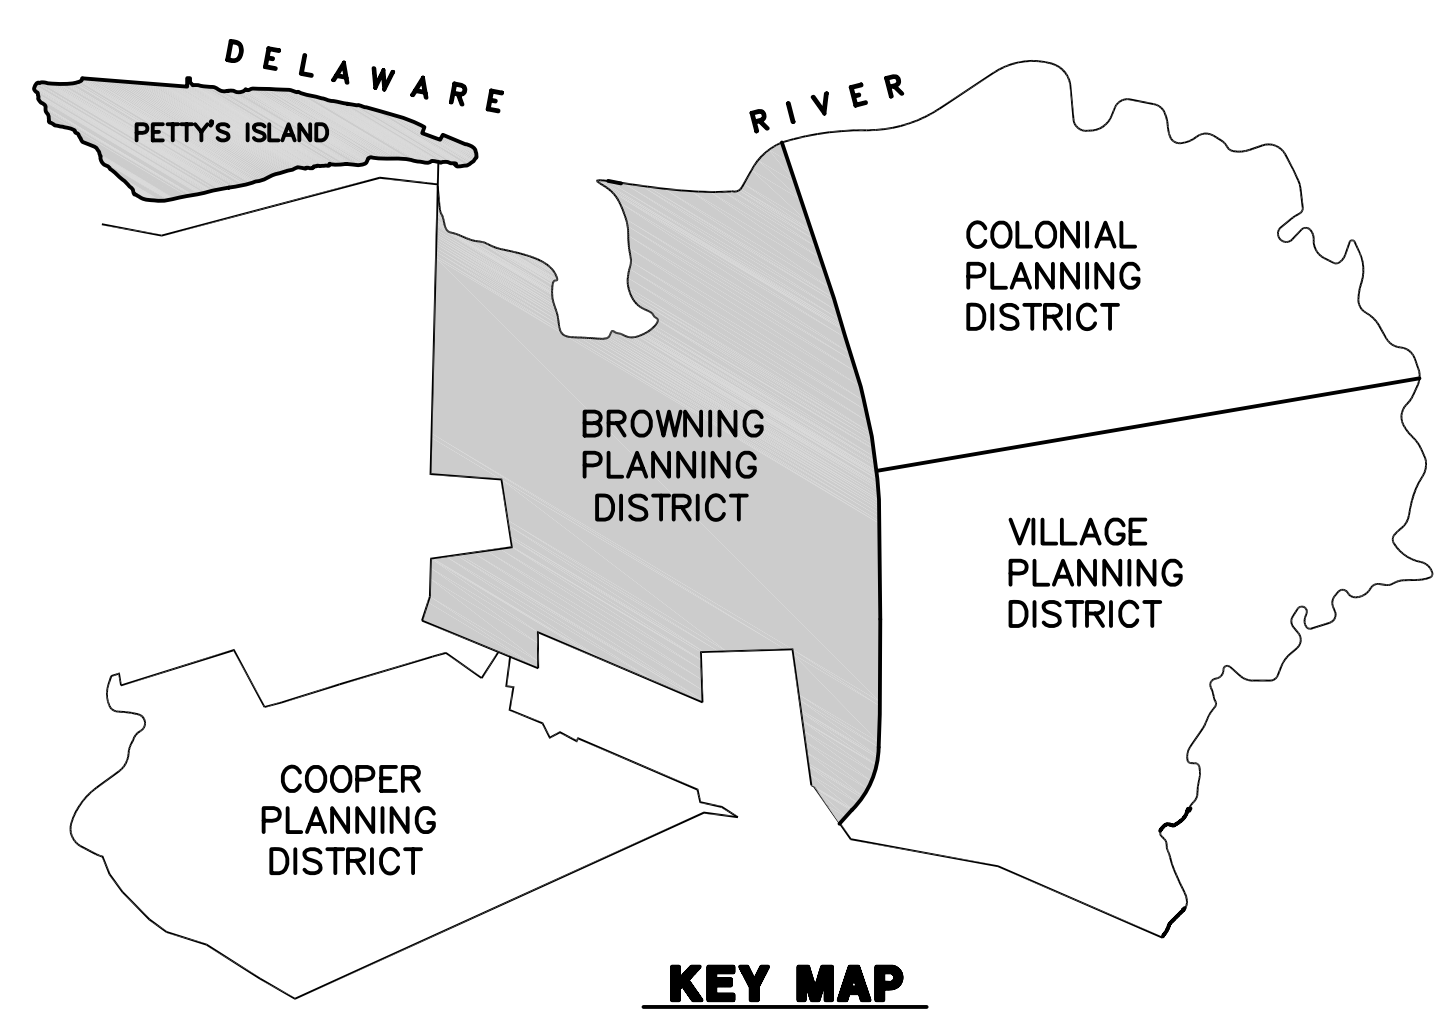 DELAWARE
RIVER
PETTY'S ISLAND
COLONIAL
PLANNING
DISTRICT
BROWNING
PLANNING
DISTRICT
VILLAGE
PLANNING
DISTRICT
COOPER
PLANNING
DISTRICT
KEY MAP